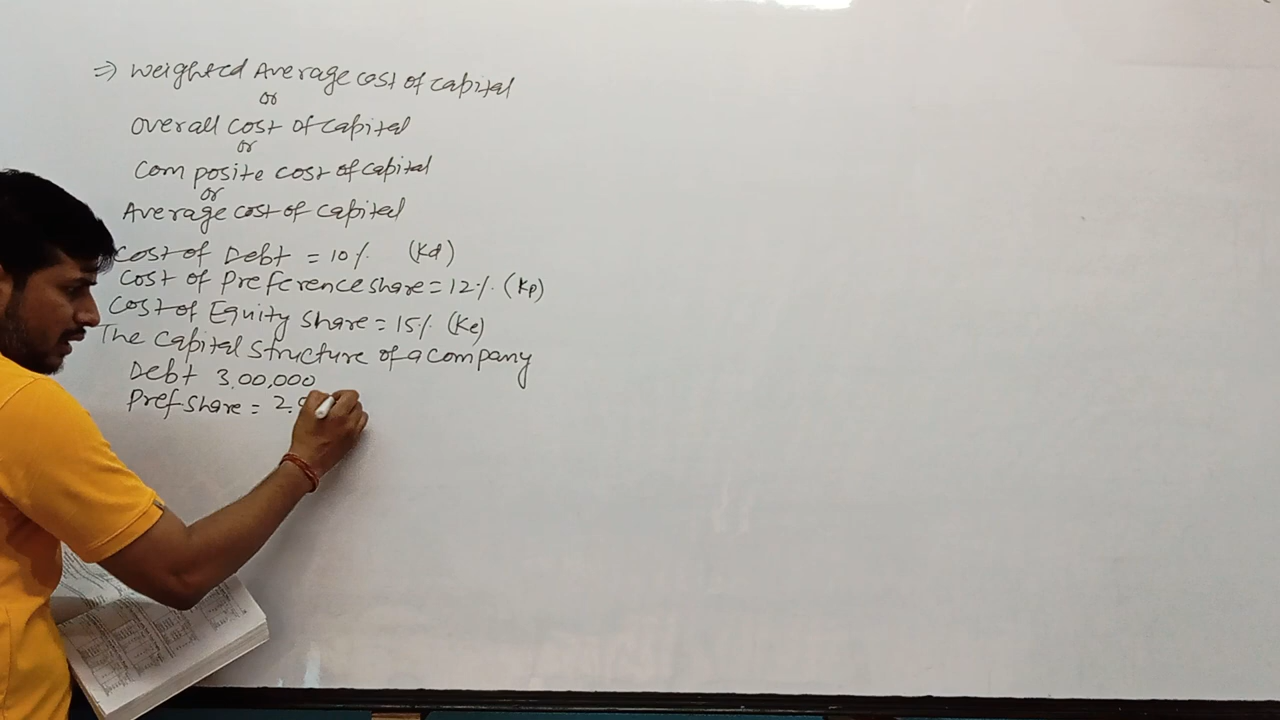 ⇒ Weighted Average cost of capital
or
Overall cost of capital
or
Composite cost of capital
or
Average cost of capital
Cost of Debt = 10% (Kd)
Cost of Preference share = 12% (Kp)
Cost of Equity share = 15% (Ke)
The capital structure of a company
Debt 3,00,000
Pref share = 2,0